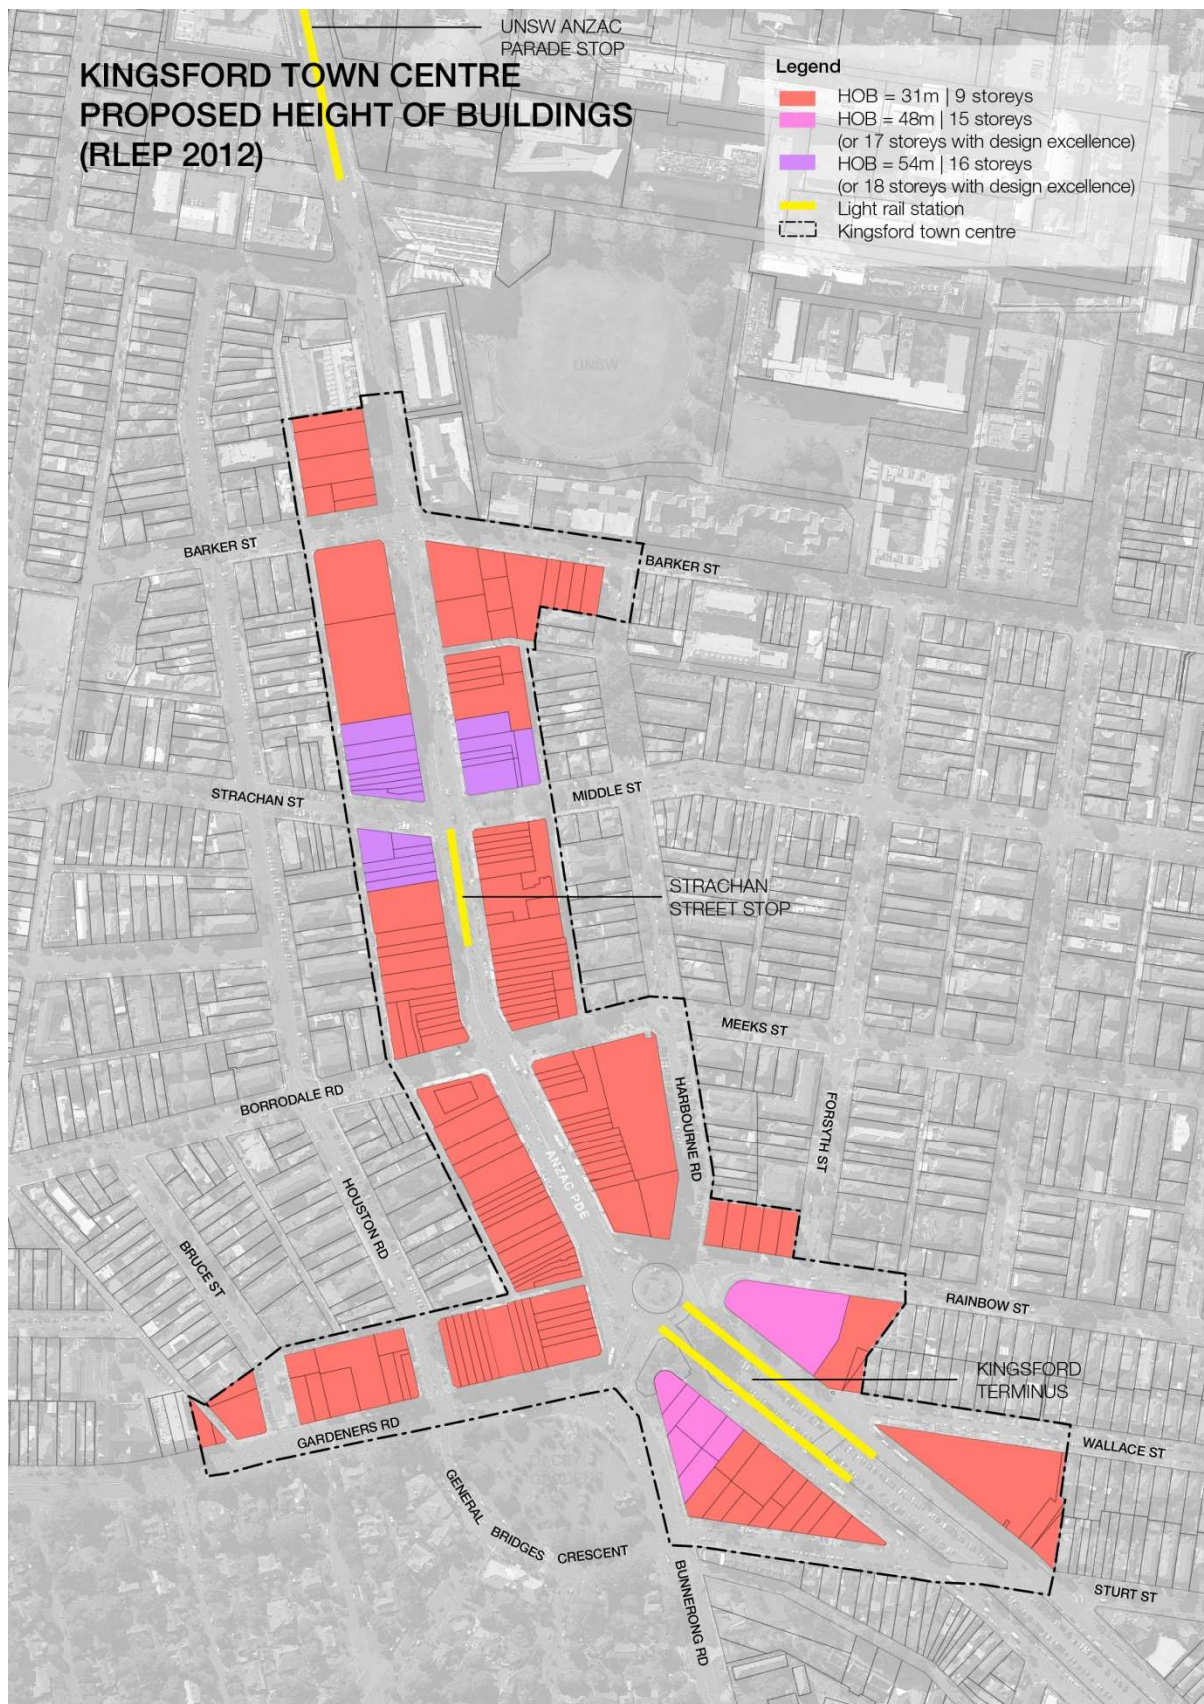 UNSW ANZAC
PARADE STOP
KINGSFORD TOWN CENTRE
PROPOSED HEIGHT OF BUILDINGS
(RLEP 2012)
Legend
HOB = 31m | 9 storeys
HOB = 48m | 15 storeys
(or 17 storeys with design excellence)
HOB = 54m | 16 storeys
(or 18 storeys with design excellence)
Light rail station
Kingsford town centre
UNSW
BARKER ST
BARKER ST
STRACHAN ST
MIDDLE ST
STRACHAN
STREET STOP
MEEKS ST
BORRODALE RD
HARBOURNE RD
FORSYTH ST
ANZAC PDE
HOUSTON RD
BRUCE ST
RAINBOW ST
KINGSFORD
TERMINUS
GARDENERS RD
WALLACE ST
GENERAL BRIDGES CRESCENT
BUNNERONG RD
STURT ST